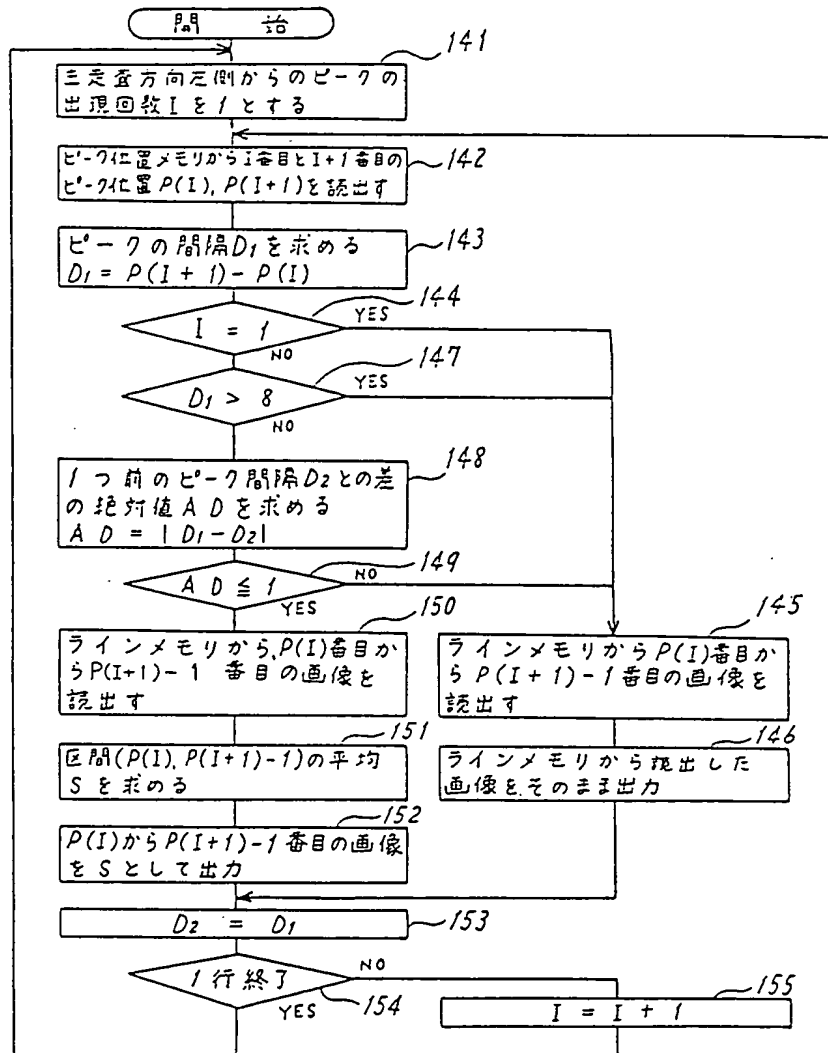 開 始
141
主走査方向左側からのピークの
出現回数Iを1とする
142
ピーク位置メモリからI番目とI+1番目の
ピーク位置P(I),P(I+1)を読出す
143
ピークの間隔D1を求める
D1=P(I+1)-P(I)
144
I=1
YES
NO
147
D1>8
YES
NO
148
1つ前のピーク間隔D2との差
の絶対値ADを求める
AD=|D1-D2|
149
AD≦1
NO
YES
150
ラインメモリから,P(I)番目か
らP(I+1)-1 番目の画像を
読出す
145
ラインメモリからP(I)番目か
らP(I+1)-1番目の画像を
読出す
151
区間(P(I),P(I+1)-1)の平均
Sを求める
146
ラインメモリから読出した
画像をそのまま出力
152
P(I)からP(I+1)-1番目の画像
をSとして出力
D2 = D1
153
1行終了
NO
YES
154
155
I=I+1